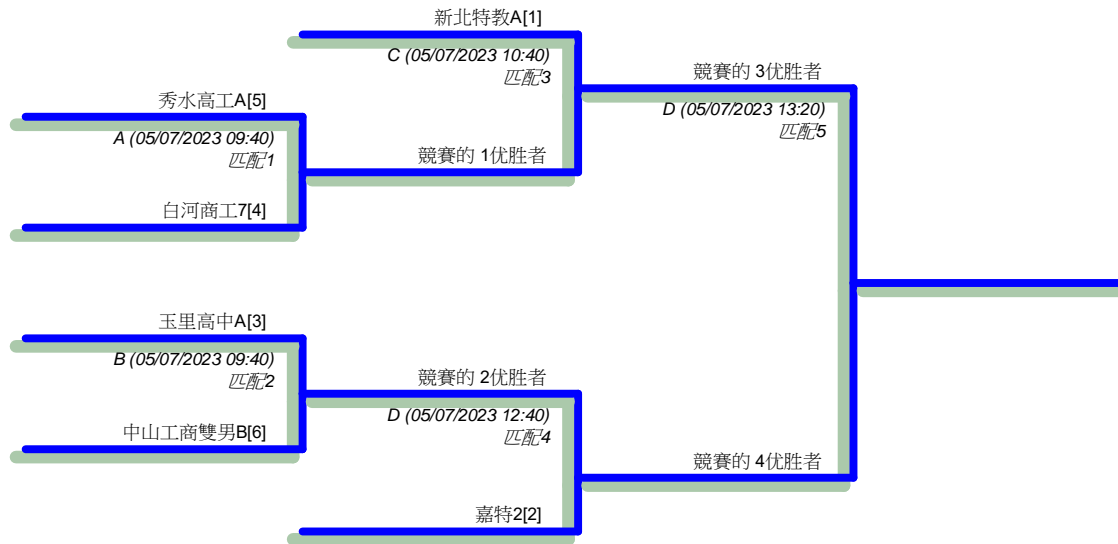 新北特教A[1]
C (05/07/2023 10:40)
匹配3
競賽的 3优胜者
D (05/07/2023 13:20)
匹配5
秀水高工A[5]
A (05/07/2023 09:40)
匹配1
競賽的 1优胜者
白河商工7[4]
玉里高中A[3]
B (05/07/2023 09:40)
匹配2
競賽的 2优胜者
D (05/07/2023 12:40)
匹配4
中山工商雙男B[6]
競賽的 4优胜者
嘉特2[2]